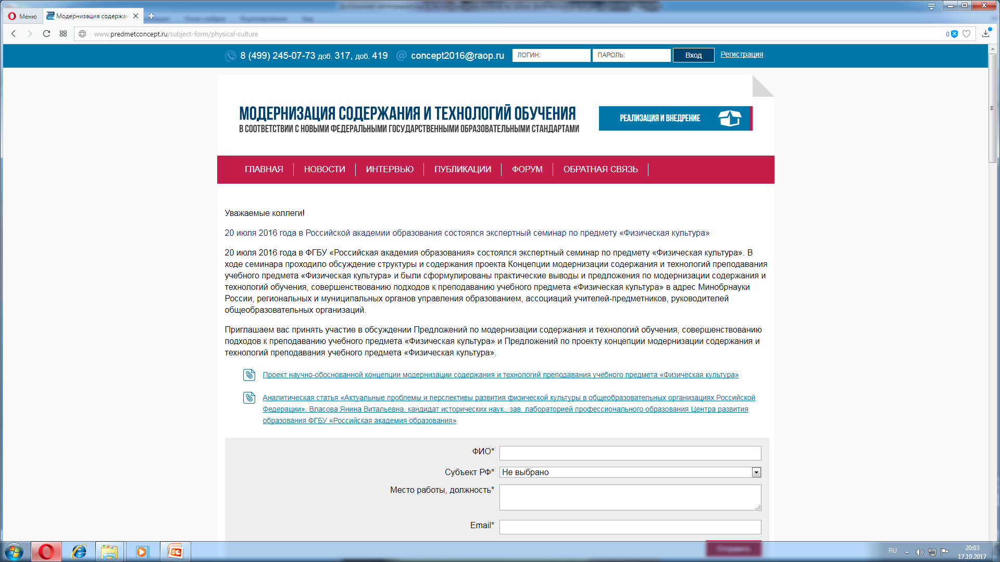 Меню
Модернизация содержан
www.predmetconcept.ru/subject-form/physical-culture
0
8 (499) 245-07-73 доб. 317, доб. 419
concept2016@raop.ru
ЛОГИН:
ПАРОЛЬ:
Вход
Регистрация
МОДЕРНИЗАЦИЯ СОДЕРЖАНИЯ И ТЕХНОЛОГИЙ ОБУЧЕНИЯ
В СООТВЕТСТВИИ С НОВЫМИ ФЕДЕРАЛЬНЫМИ ГОСУДАРСТВЕННЫМИ ОБРАЗОВАТЕЛЬНЫМИ СТАНДАРТАМИ
РЕАЛИЗАЦИЯ И ВНЕДРЕНИЕ
ГЛАВНАЯ
НОВОСТИ
ИНТЕРВЬЮ
ПУБЛИКАЦИИ
ФОРУМ
ОБРАТНАЯ СВЯЗЬ
Уважаемые коллеги!
20 июля 2016 года в Российской академии образования состоялся экспертный семинар по предмету «Физическая культура»
20 июля 2016 года в ФГБУ «Российская академия образования» состоялся экспертный семинар по предмету «Физическая культура». В
ходе семинара проходило обсуждение структуры и содержания проекта Концепции модернизации содержания и технологий преподавания
учебного предмета «Физическая культура» и были сформулированы практические выводы и предложения по модернизации содержания и
технологий обучения, совершенствованию подходов к преподаванию учебного предмета «Физическая культура» в адрес Минобрнауки
России, региональных и муниципальных органов управления образованием, ассоциаций учителей-предметников, руководителей
общеобразовательных организаций.
Приглашаем вас принять участие в обсуждении Предложений по модернизации содержания и технологий обучения, совершенствованию
подходов к преподаванию учебного предмета «Физическая культура» и Предложений по проекту концепции модернизации содержания и
технологий преподавания учебного предмета «Физическая культура».
Проект научно-обоснованной концепции модернизации содержания и технологий преподавания учебного предмета «Физическая культура»
Аналитическая статья «Актуальные проблемы и перспективы развития физической культуры в общеобразовательных организациях Российской
Федерации». Власова Янина Витальевна, кандидат исторических наук., зав. лабораторией профессионального образования Центра развития
образования ФГБУ «Российская академия образования»
ФИО*
Субъект РФ*
Не выбрано
Место работы, должность*
Email*
Отправить
RU
20:03
17.10.2017